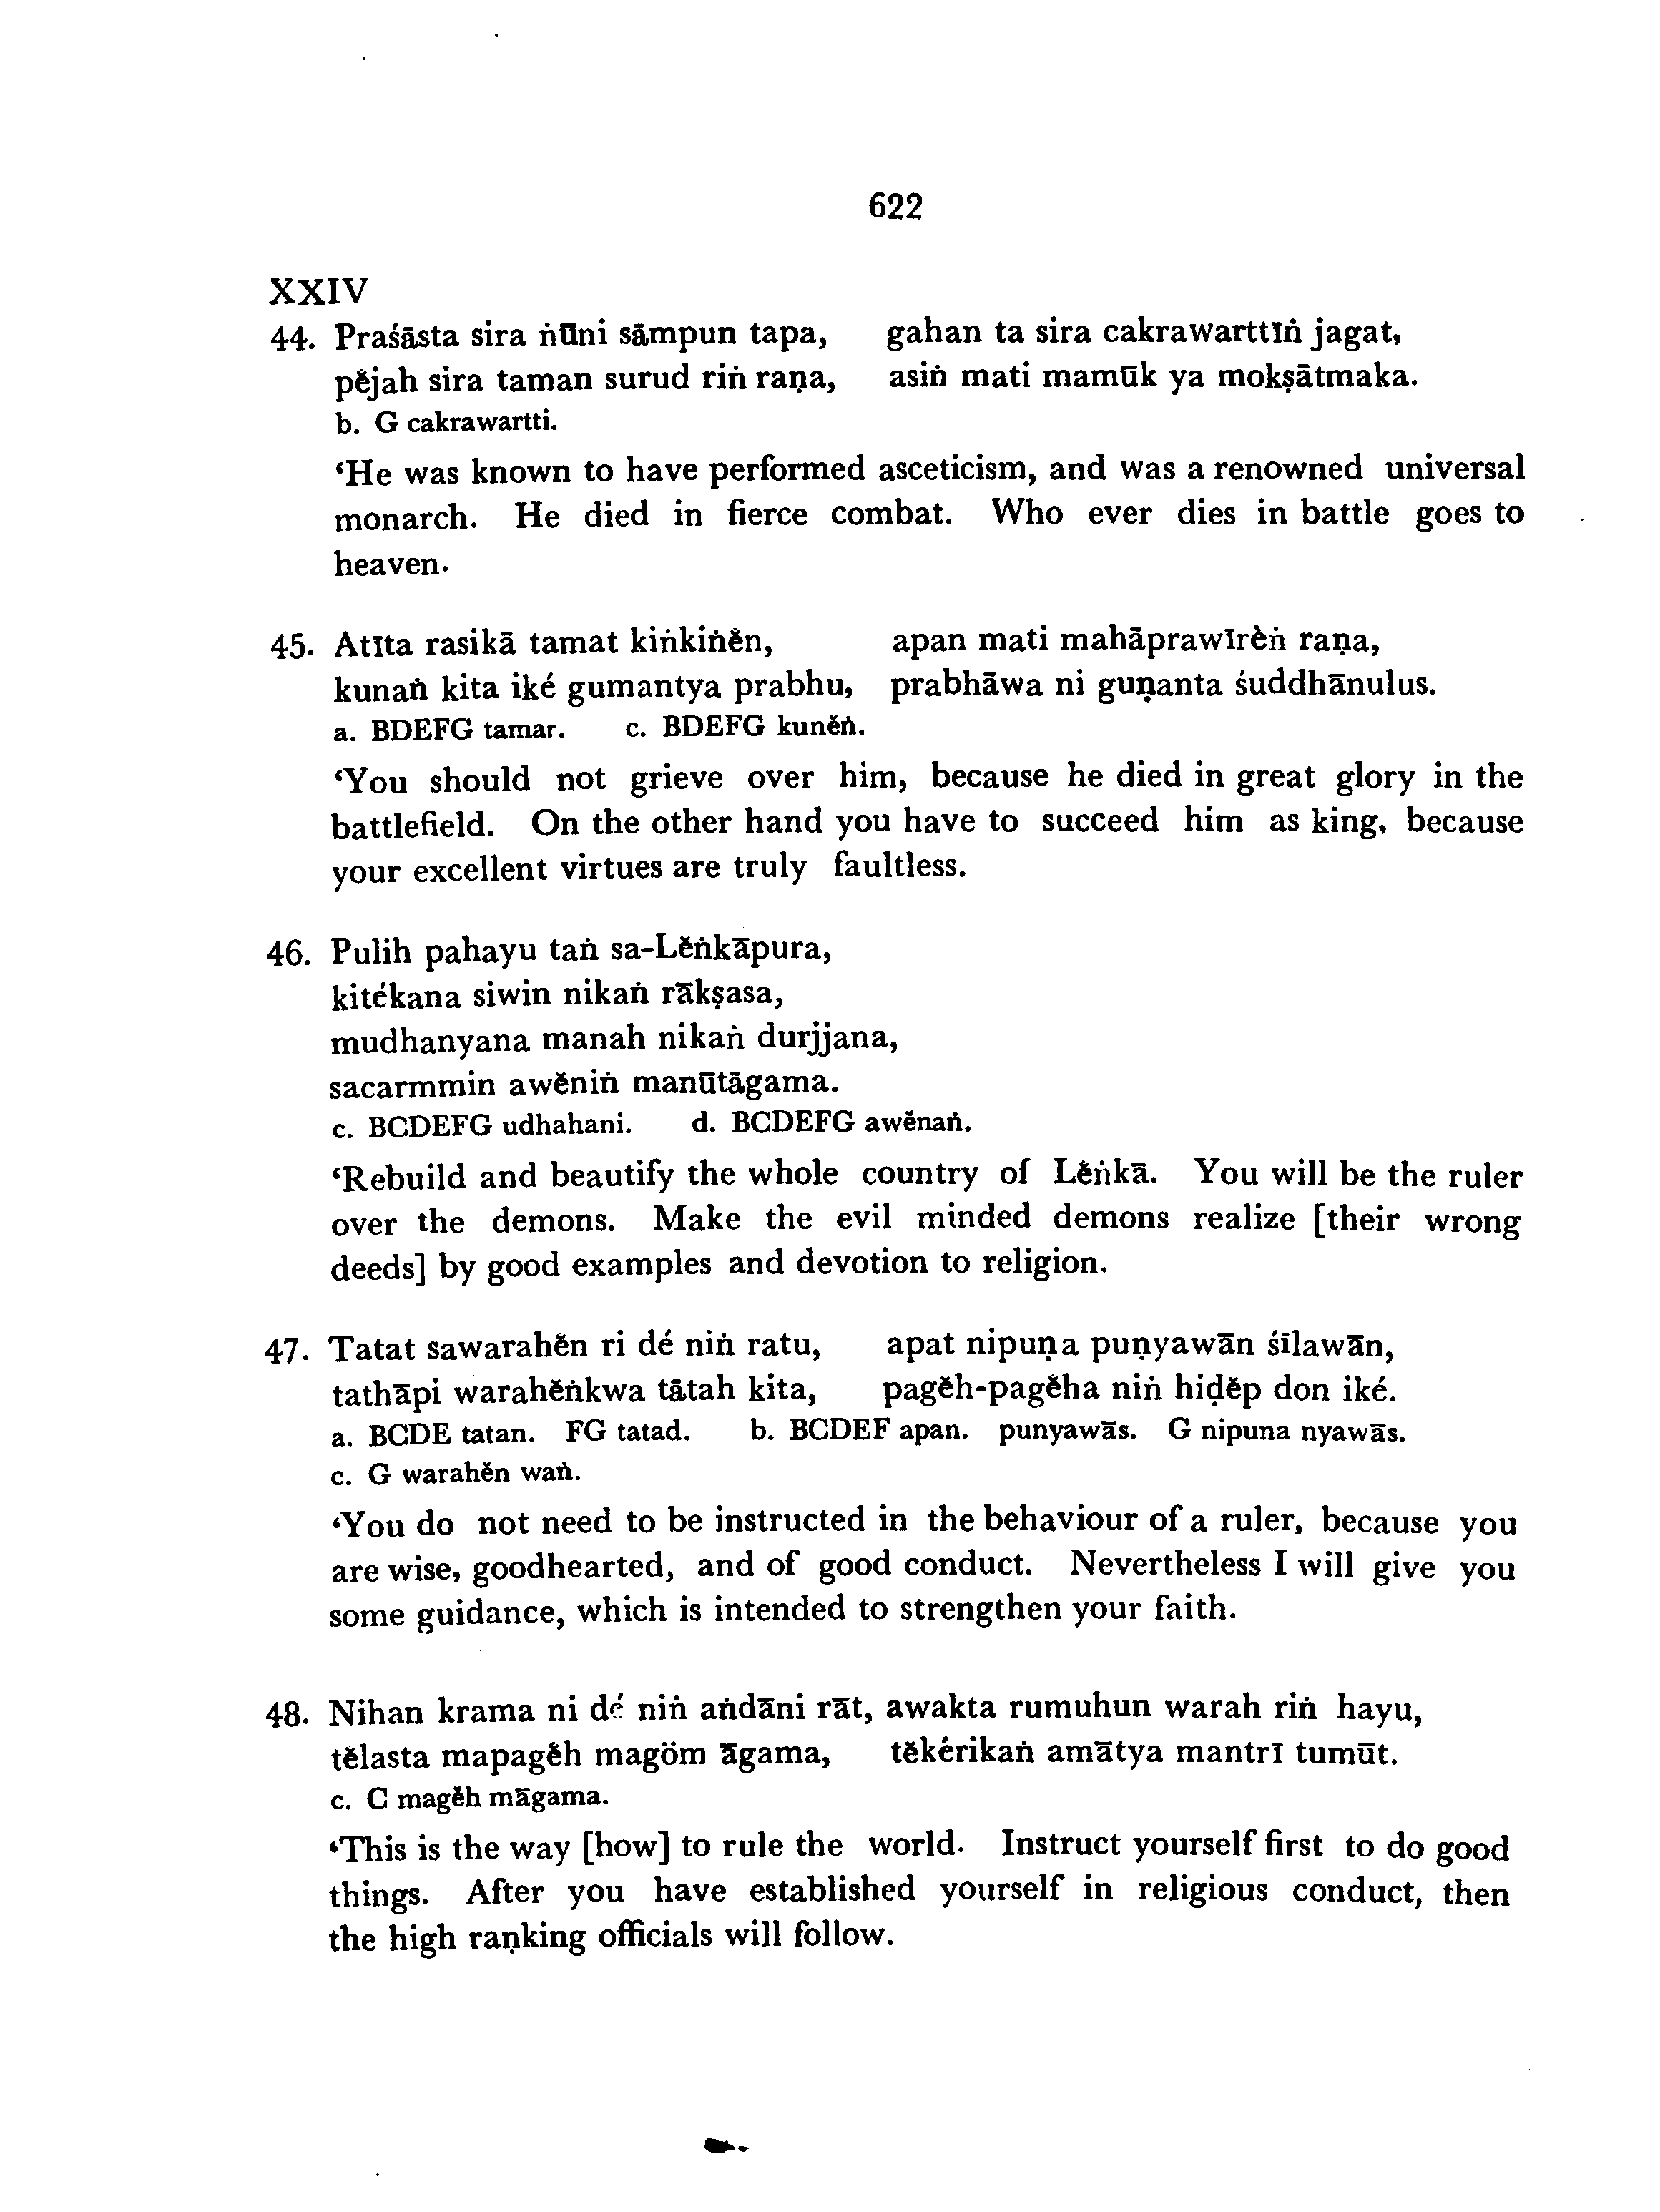 622
XXIV
44. Praśāsta sira ṅūni sāmpun tapa, gahan ta sira cakrawarttīṅ jagat,
pĕjah sira taman surud riṅ raṇa, asiṅ mati mamūk ya mokṣātmaka.
b. G cakrawartti.
‘He was known to have performed asceticism, and was a renowned universal
monarch. He died in fierce combat. Who ever dies in battle goes to
heaven.
45. Atīta rasikā tamat kiṅkiṅĕn, apan mati mahāprawīrèṅ raṇa,
kunaṅ kita iké gumantya prabhu, prabhāwa ni guṇanta śuddhānulus.
a. BDEFG tamar. c. BDEFG kunĕṅ.
‘You should not grieve over him, because he died in great glory in the
battlefield. On the other hand you have to succeed him as king, because
your excellent virtues are truly faultless.
46. Pulih pahayu taṅ sa-Lĕṅkāpura,
kitékana siwin nikaṅ rākṣasa,
mudhanyana manah nikaṅ durjjana,
sacarmmin awĕniṅ manūtāgama.
c. BCDEFG udhahani. d. BCDEFG awĕnaṅ.
‘Rebuild and beautify the whole country of Lĕṅkā. You will be the ruler
over the demons. Make the evil minded demons realize [their wrong
deeds] by good examples and devotion to religion.
47. Tatat sawarahĕn ri dé niṅ ratu, apat nipuṇa puṇyawān śīlawān,
tathāpi warahĕṅkwa tātah kita, pagĕh-pagĕha niṅ hiḍĕp don iké.
a. BCDE tatan. FG tatad. b. BCDEF apan. punyawās. G nipuna nyawās.
c. G warahĕn waṅ.
‘You do not need to be instructed in the behaviour of a ruler, because you
are wise, goodhearted, and of good conduct. Nevertheless I will give you
some guidance, which is intended to strengthen your faith.
48. Nihan krama ni dé niṅ aṅdāni rāt, awakta rumuhun warah riṅ hayu,
tĕlasta mapagĕh magöm āgama, tĕkérikaṅ amātya mantrī tumūt.
c. C magĕh māgama.
‘This is the way [how] to rule the world. Instruct yourself first to do good
things. After you have established yourself in religious conduct, then
the high raṇking officials will follow.